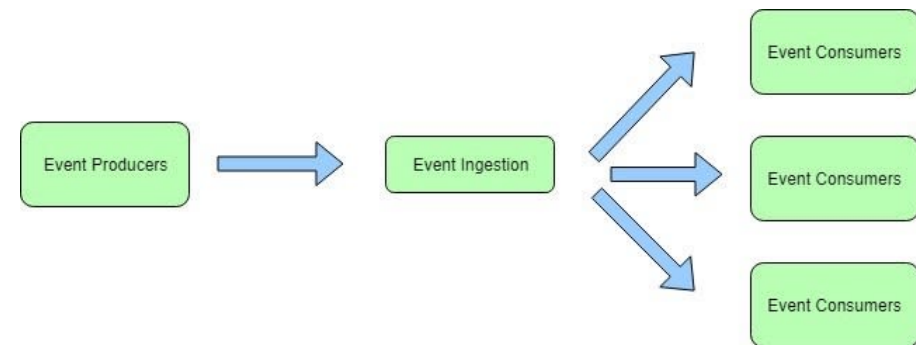 Event Producers
Event Ingestion
Event Consumers
Event Consumers
Event Consumers